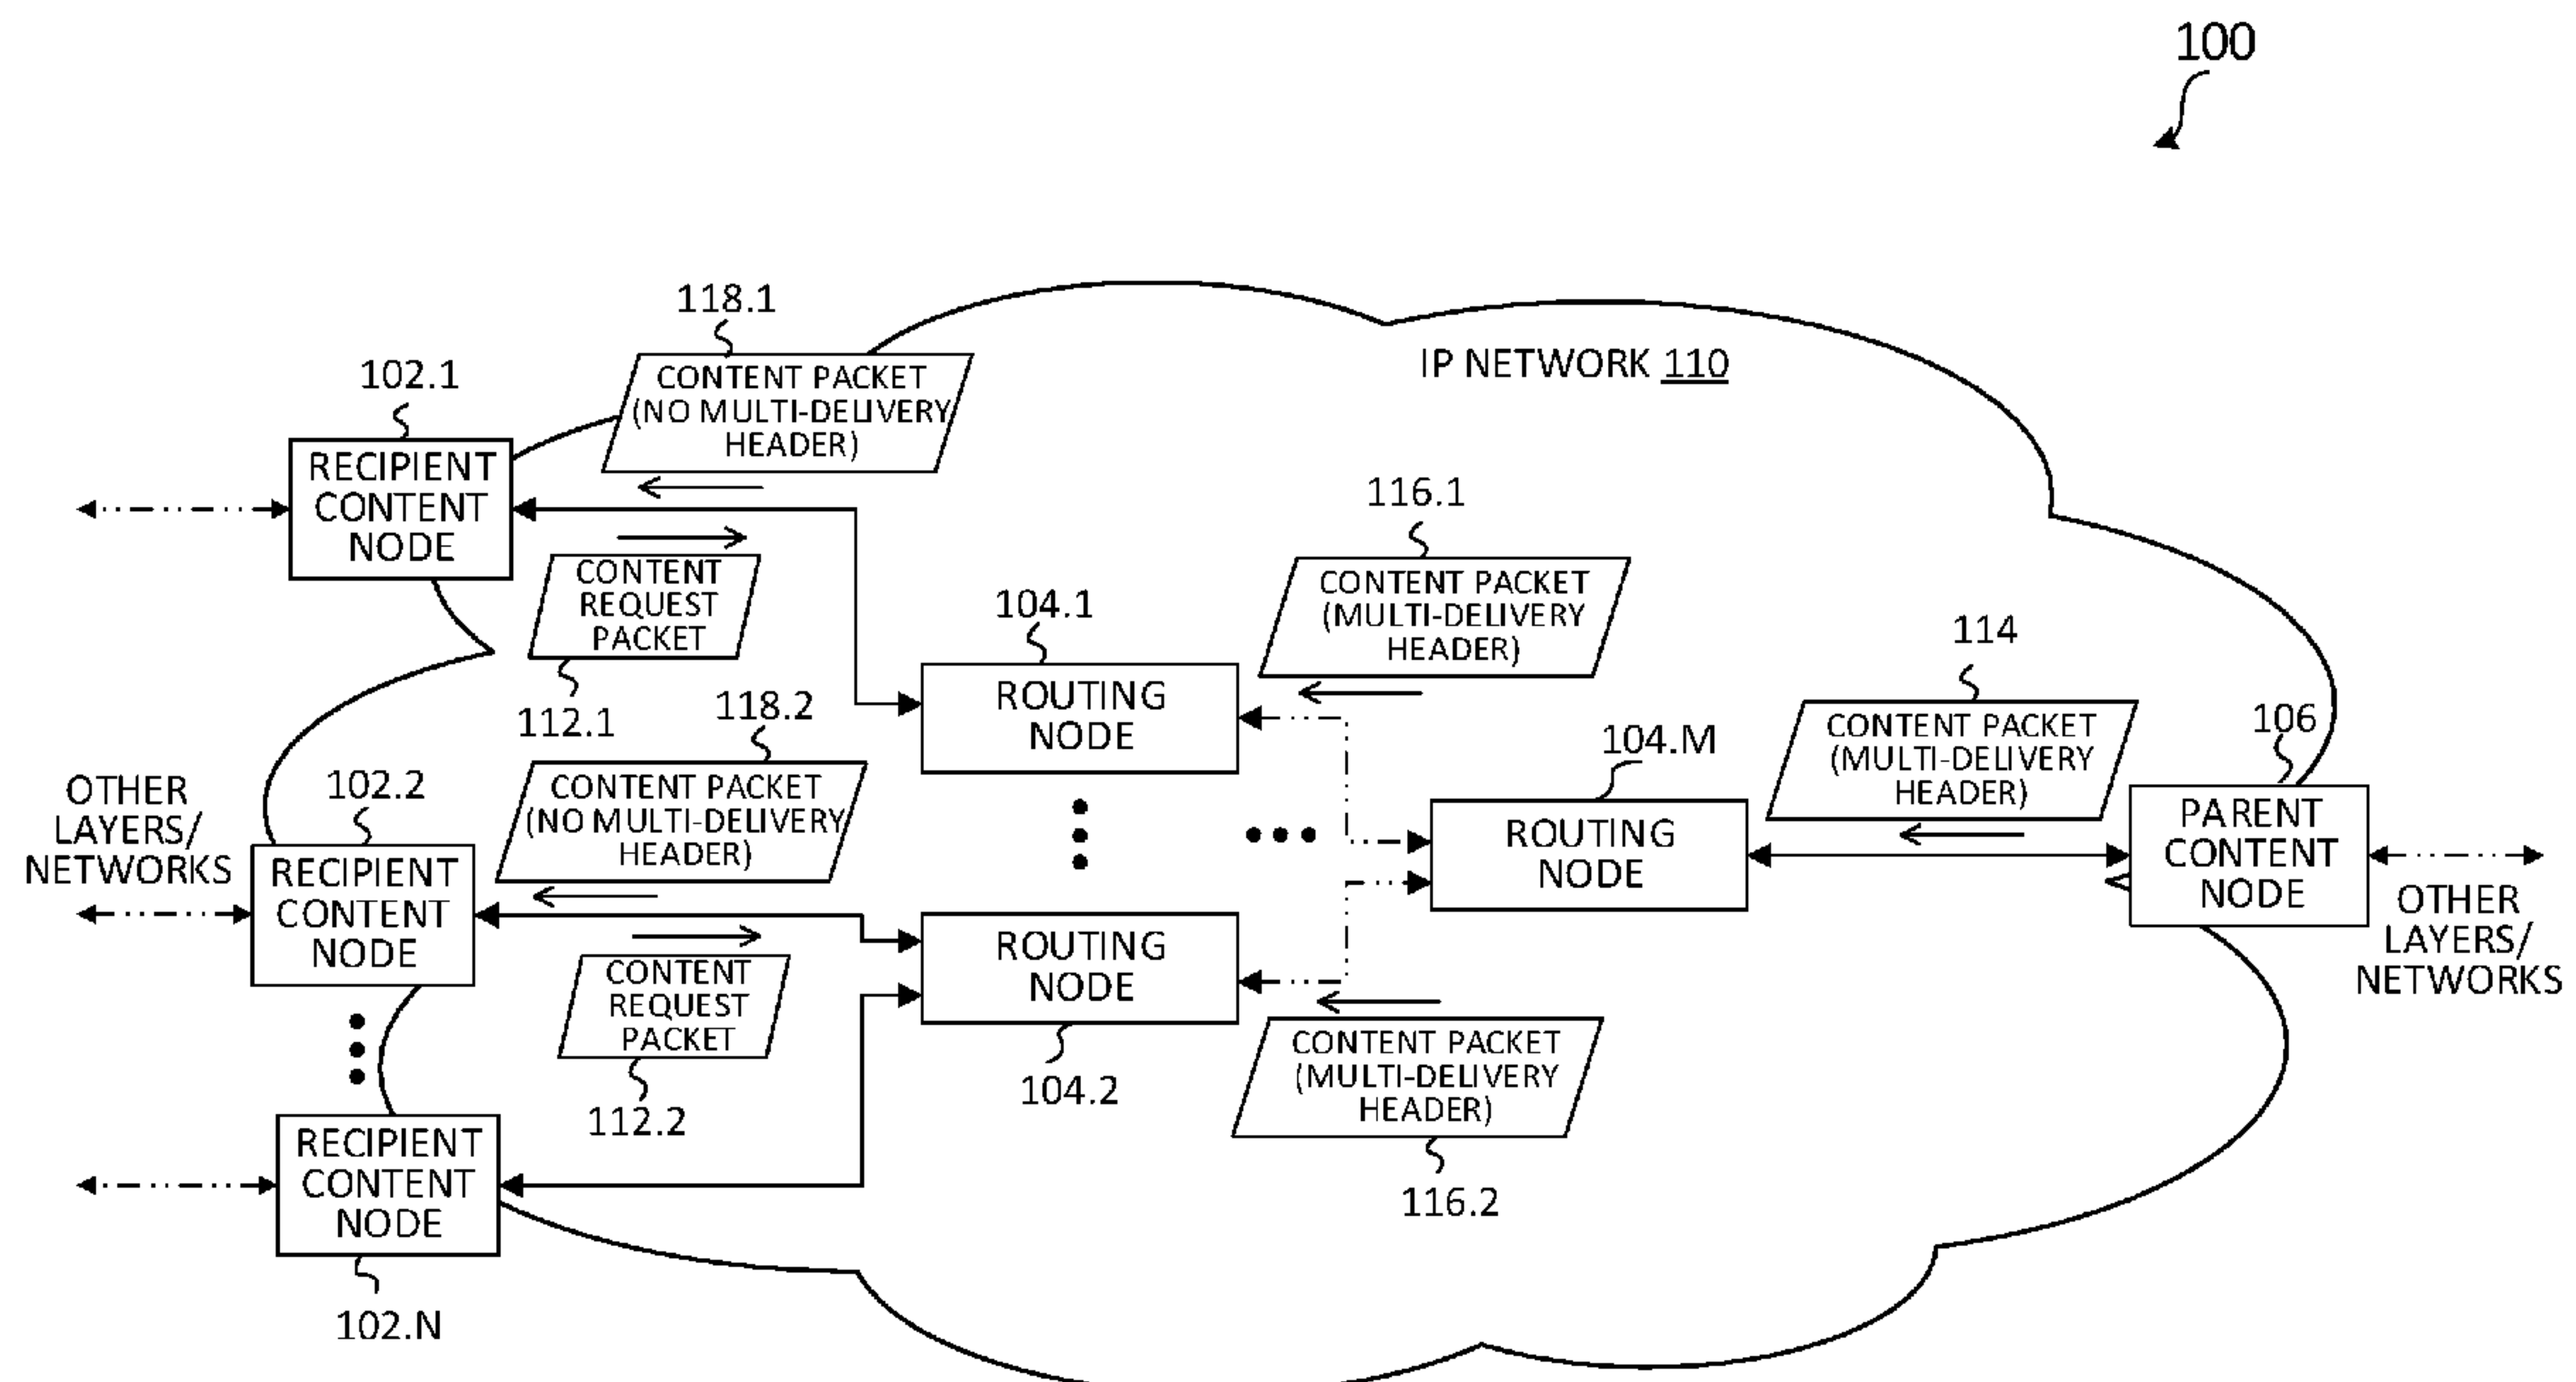 100
118.1
CONTENT PACKET
(NO MULTI-DELIVERY
HEADER)
IP NETWORK 110
102.1
RECIPIENT
CONTENT
NODE
CONTENT
REQUEST
PACKET
112.1
116.1
CONTENT PACKET
(MULTI-DELIVERY
HEADER)
104.1
ROUTING
NODE
114
CONTENT PACKET
(MULTI-DELIVERY
HEADER)
118.2
CONTENT PACKET
(NO MULTI-DELIVERY
HEADER)
104.M
ROUTING
NODE
106
PARENT
CONTENT
NODE
OTHER
LAYERS/
NETWORKS
102.2
RECIPIENT
CONTENT
NODE
OTHER
LAYERS/
NETWORKS
ROUTING
NODE
104.2
CONTENT
REQUEST
PACKET
112.2
CONTENT PACKET
(MULTI-DELIVERY
HEADER)
116.2
RECIPIENT
CONTENT
NODE
102.N